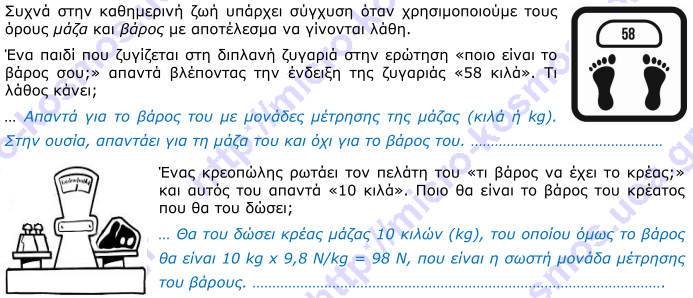 Συχνά στην καθημερινή ζωή υπάρχει σύγχυση όταν χρησιμοποιούμε τους
όρους μάζα και βάρος με αποτέλεσμα να γίνονται λάθη.
58
Ένα παιδί που ζυγίζεται στη διπλανή ζυγαριά στην ερώτηση «ποιο είναι το
βάρος σου;» απαντά βλέποντας την ένδειξη της ζυγαριάς «58 κιλά». Τι
λάθος κάνει;
… Απαντά για το βάρος του με μονάδες μέτρησης της μάζας (κιλά ή kg).
Στην ουσία, απαντάει για τη μάζα του και όχι για το βάρος του. ……………………………………………
Ένας κρεοπώλης ρωτάει τον πελάτη του «τι βάρος να έχει το κρέας;»
και αυτός του απαντά «10 κιλά». Ποιο θα είναι το βάρος του κρέατος
που θα του δώσει;
… Θα του δώσει κρέας μάζας 10 κιλών (kg), του οποίου όμως το βάρος
θα είναι 10 kg x 9,8 N/kg = 98 N, που είναι η σωστή μονάδα μέτρησης
του βάρους. ………………………………………………………………………………………….